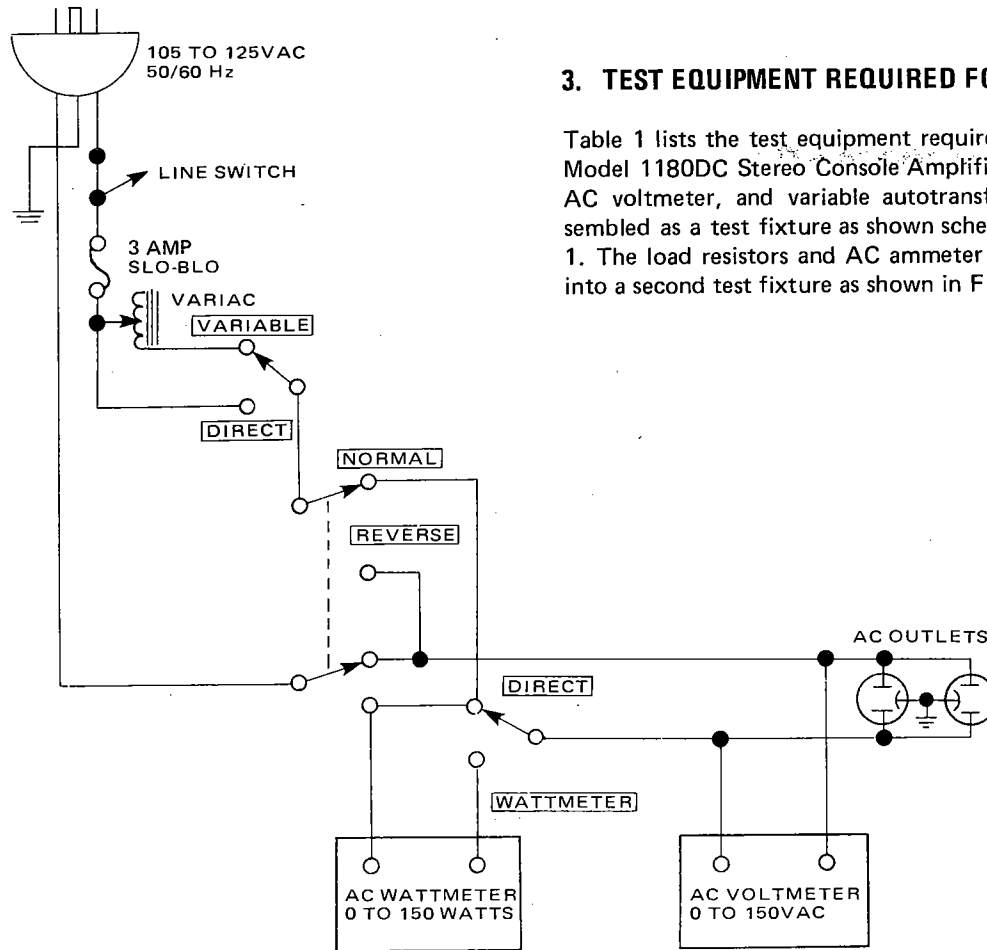 105 TO 125VAC
50/60 Hz
LINE SWITCH
3 AMP
SLO-BLO
VARIAC
VARIABLE
DIRECT
NORMAL
REVERSE
DIRECT
WATTMETER
AC WATTMETER
0 TO 150 WATTS
AC VOLTMETER
0 TO 150VAC
AC OUTLETS
3. TEST EQUIPMENT REQUIRED FO
Table 1 lists the test equipment require
Model 1180DC Stereo Console Amplifi
AC voltmeter, and variable autotransf
sembled as a test fixture as shown sche
1. The load resistors and AC ammeter
into a second test fixture as shown in F